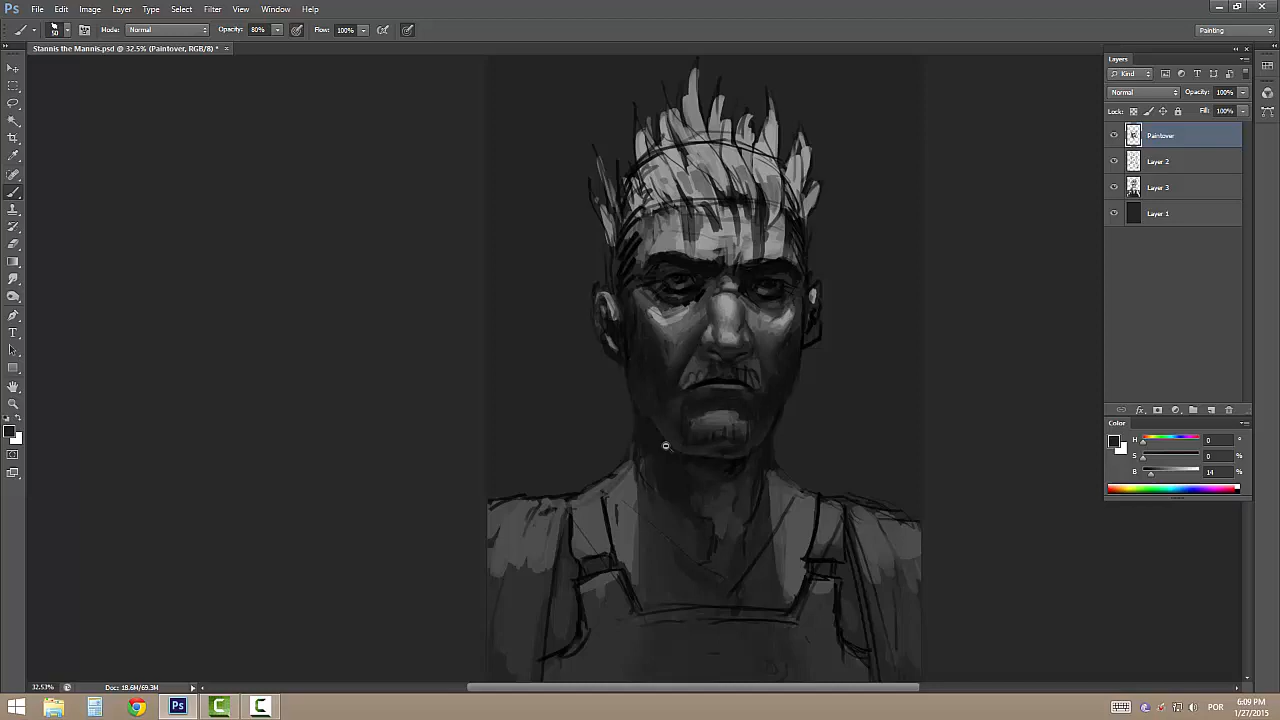 Ps File Edit Image Layer Type Select Filter View Window Help
50 Mode: Normal Opacity: 80% Flow: 100% Painting
Stannis the Mannis.psd @ 32.5% (Paintover, RGB/8) *
Layers
Kind
Normal Opacity: 100%
Lock: Fill: 100%
Paintover
Layer 2
Layer 3
Layer 1
Color
H 0 °
S 0 %
B 14 %
32.53% Doc: 18.6M/69.3M
Ps POR 6:09 PM
1/27/2015